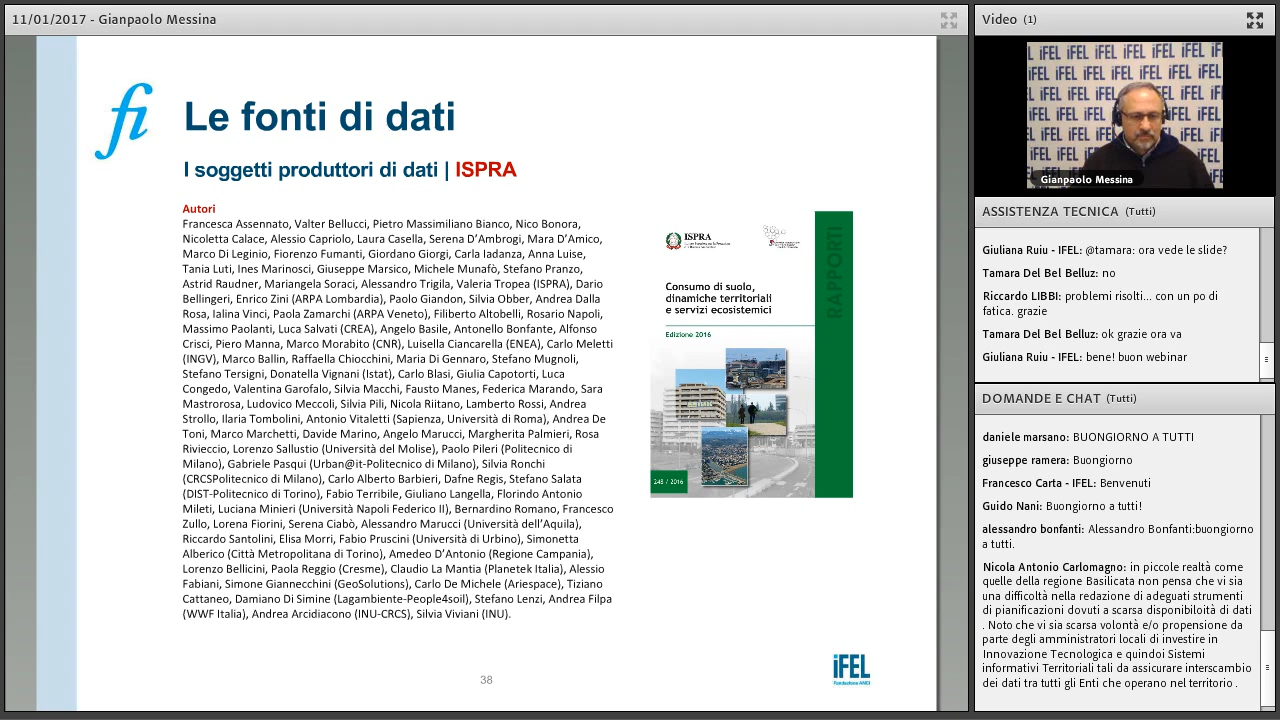 11/01/2017 - Gianpaolo Messina
fi
Le fonti di dati
I soggetti produttori di dati | ISPRA
Autori
Francesca Assennato, Valter Bellucci, Pietro Massimiliano Bianco, Nico Bonora,
Nicoletta Calace, Alessio Capriolo, Laura Casella, Serena D’Ambrogi, Mara D’Amico,
Marco Di Leginio, Fiorenzo Fumanti, Giordano Giorgi, Carla Iadanza, Anna Luise,
Tania Luti, Ines Marinosci, Giuseppe Marsico, Michele Munafò, Stefano Pranzo,
Astrid Raudner, Mariangela Soraci, Alessandro Trigila, Valeria Tropea (ISPRA), Dario
Bellingeri, Enrico Zini (ARPA Lombardia), Paolo Giandon, Silvia Obber, Andrea Dalla
Rosa, Ialina Vinci, Paola Zamarchi (ARPA Veneto), Filiberto Altobelli, Rosario Napoli,
Massimo Paolanti, Luca Salvati (CREA), Angelo Basile, Antonello Bonfante, Alfonso
Crisci, Piero Manna, Marco Morabito (CNR), Luisella Ciancarella (ENEA), Carlo Meletti
(INGV), Marco Ballin, Raffaella Chiocchini, Maria Di Gennaro, Stefano Mugnoli,
Stefano Tersigni, Donatella Vignani (Istat), Carlo Blasi, Giulia Capotorti, Luca
Congedo, Valentina Garofalo, Silvia Macchi, Fausto Manes, Federica Marando, Sara
Mastrorosa, Ludovico Meccoli, Silvia Pili, Nicola Riitano, Lamberto Rossi, Andrea
Strollo, Ilaria Tombolini, Antonio Vitaletti (Sapienza, Università di Roma), Andrea De
Toni, Marco Marchetti, Davide Marino, Angelo Marucci, Margherita Palmieri, Rosa
Rivieccio, Lorenzo Sallustio (Università del Molise), Paolo Pileri (Politecnico di
Milano), Gabriele Pasqui (Urban@it-Politecnico di Milano), Silvia Ronchi
(CRCSPolitecnico di Milano), Carlo Alberto Barbieri, Dafne Regis, Stefano Salata
(DIST-Politecnico di Torino), Fabio Terribile, Giuliano Langella, Florindo Antonio
Mileti, Luciana Minieri (Università Napoli Federico II), Bernardino Romano, Francesco
Zullo, Lorena Fiorini, Serena Ciabò, Alessandro Marucci (Università dell’Aquila),
Riccardo Santolini, Elisa Morri, Fabio Pruscini (Università di Urbino), Simonetta
Alberico (Città Metropolitana di Torino), Amedeo D’Antonio (Regione Campania),
Lorenzo Bellicini, Paola Reggio (Cresme), Claudio La Mantia (Planetek Italia), Alessio
Fabiani, Simone Giannecchini (GeoSolutions), Carlo De Michele (Ariespace), Tiziano
Cattaneo, Damiano Di Simine (Lagambiente-People4soil), Stefano Lenzi, Andrea Filpa
(WWF Italia), Andrea Arcidiacono (INU-CRCS), Silvia Viviani (INU).
ISPRA
RAPPORTI
Consumo di suolo,
dinamiche territoriali
e servizi ecosistemici
Edizione 2016
248 / 2016
38
iFEL
Fondazione ANCI
Video (1)
Gianpaolo Messina
ASSISTENZA TECNICA (Tutti)
Giuliana Ruiu - IFEL: @tamara: ora vede le slide?
Tamara Del Bel Belluz: no
Riccardo LIBBI: problemi risolti... con un po di
fatica. grazie
Tamara Del Bel Belluz: ok grazie ora va
Giuliana Ruiu - IFEL: bene! buon webinar
DOMANDE E CHAT (Tutti)
daniele marsano: BUONGIORNO A TUTTI
giuseppe ramera: Buongiorno
Francesco Carta - IFEL: Benvenuti
Guido Nani: Buongiorno a tutti!
alessandro bonfanti: Alessandro Bonfanti:buongiorno
a tutti.
Nicola Antonio Carlomagno: in piccole realtà come
quelle della regione Basilicata non pensa che vi sia
una difficoltà nella redazione di adeguati strumenti
di pianificazioni dovuti a scarsa disponibiloità di dati
. Noto che vi sia scarsa volontà e/o propensione da
parte degli amministratori locali di investire in
Innovazione Tecnologica e quindoi Sistemi
informativi Territoriali tali da assicurare interscambio
dei dati tra tutti gli Enti che operano nel territorio .